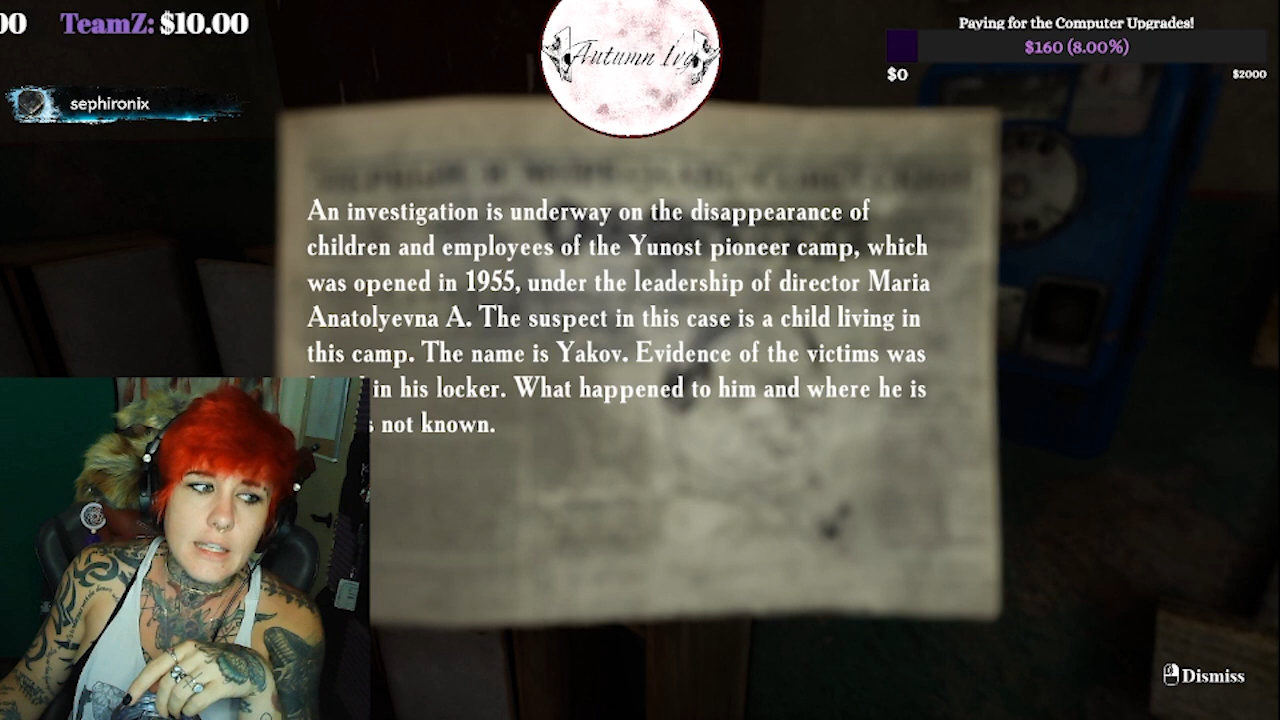 00 TeamZ: $10.00
sephironix
Autumn Ivy
Paying for the Computer Upgrades!
$160 (8.00%)
$0
$2000
An investigation is underway on the disappearance of
children and employees of the Yunost pioneer camp, which
was opened in 1955, under the leadership of director Maria
Anatolyevna A. The suspect in this case is a child living in
this camp. The name is Yakov. Evidence of the victims was
in his locker. What happened to him and where he is
not known.
Dismiss